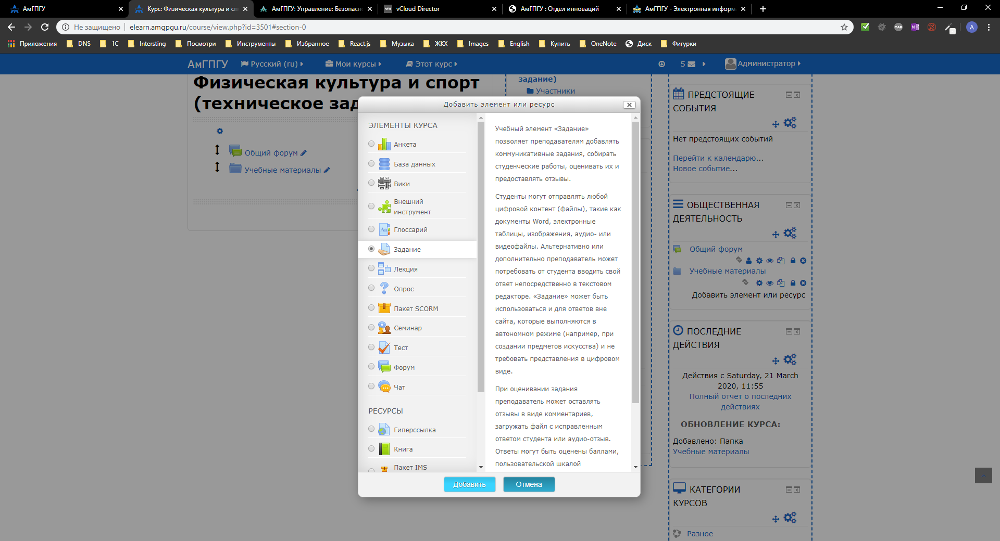 АмГПГУ
Курс: Физическая культура и сп
АмГПГУ: Управление: Безопасн
vCloud Director
АмГПГУ : Отдел инноваций
АмГПГУ - Электронная информ
Не защищено
elearn.amgpgu.ru/course/view.php?id=3501#section-0
Приложения
DNS
1С
Intersting
Посмотри
Инструменты
Избранное
React.js
Музыка
ЖКХ
Images
English
Купить
OneNote
Диск
Фигурки
АмГПГУ
Русский (ru)
Мои курсы
Этот курс
5
Администратор
Физическая культура и спорт
(техническое зад
Общий форум
Учебные материалы
задание)
Участники
Добавить элемент или ресурс
ЭЛЕМЕНТЫ КУРСА
Анкета
База данных
Вики
Внешний
инструмент
Глоссарий
Задание
Лекция
Опрос
Пакет SCORM
Семинар
Тест
Форум
Чат
РЕСУРСЫ
Гиперссылка
Книга
Пакет IMS
Учебный элемент «Задание»
позволяет преподавателям добавлять
коммуникативные задания, собирать
студенческие работы, оценивать их и
предоставлять отзывы.
Студенты могут отправлять любой
цифровой контент (файлы), такие как
документы Word, электронные
таблицы, изображения, аудио- или
видеофайлы. Альтернативно или
дополнительно преподаватель может
потребовать от студента вводить свой
ответ непосредственно в текстовом
редакторе. «Задание» может быть
использоваться и для ответов вне
сайта, которые выполняются в
автономном режиме (например, при
создании предметов искусства) и не
требовать представления в цифровом
виде.
При оценивании задания
преподаватель может оставлять
отзывы в виде комментариев,
загружать файл с исправленным
ответом студента или аудио-отзыв.
Ответы могут быть оценены баллами,
пользовательской шкалой
Добавить
Отмена
ПРЕДСТОЯЩИЕ
СОБЫТИЯ
Нет предстоящих событий
Перейти к календарю...
Новое событие...
ОБЩЕСТВЕННАЯ
ДЕЯТЕЛЬНОСТЬ
Общий форум
Учебные материалы
Добавить элемент или ресурс
ПОСЛЕДНИЕ
ДЕЙСТВИЯ
Действия с Saturday, 21 March
2020, 11:55
Полный отчет о последних
действиях
ОБНОВЛЕНИЕ КУРСА:
Добавлено: Папка
Учебные материалы
КАТЕГОРИИ
КУРСОВ
Разное